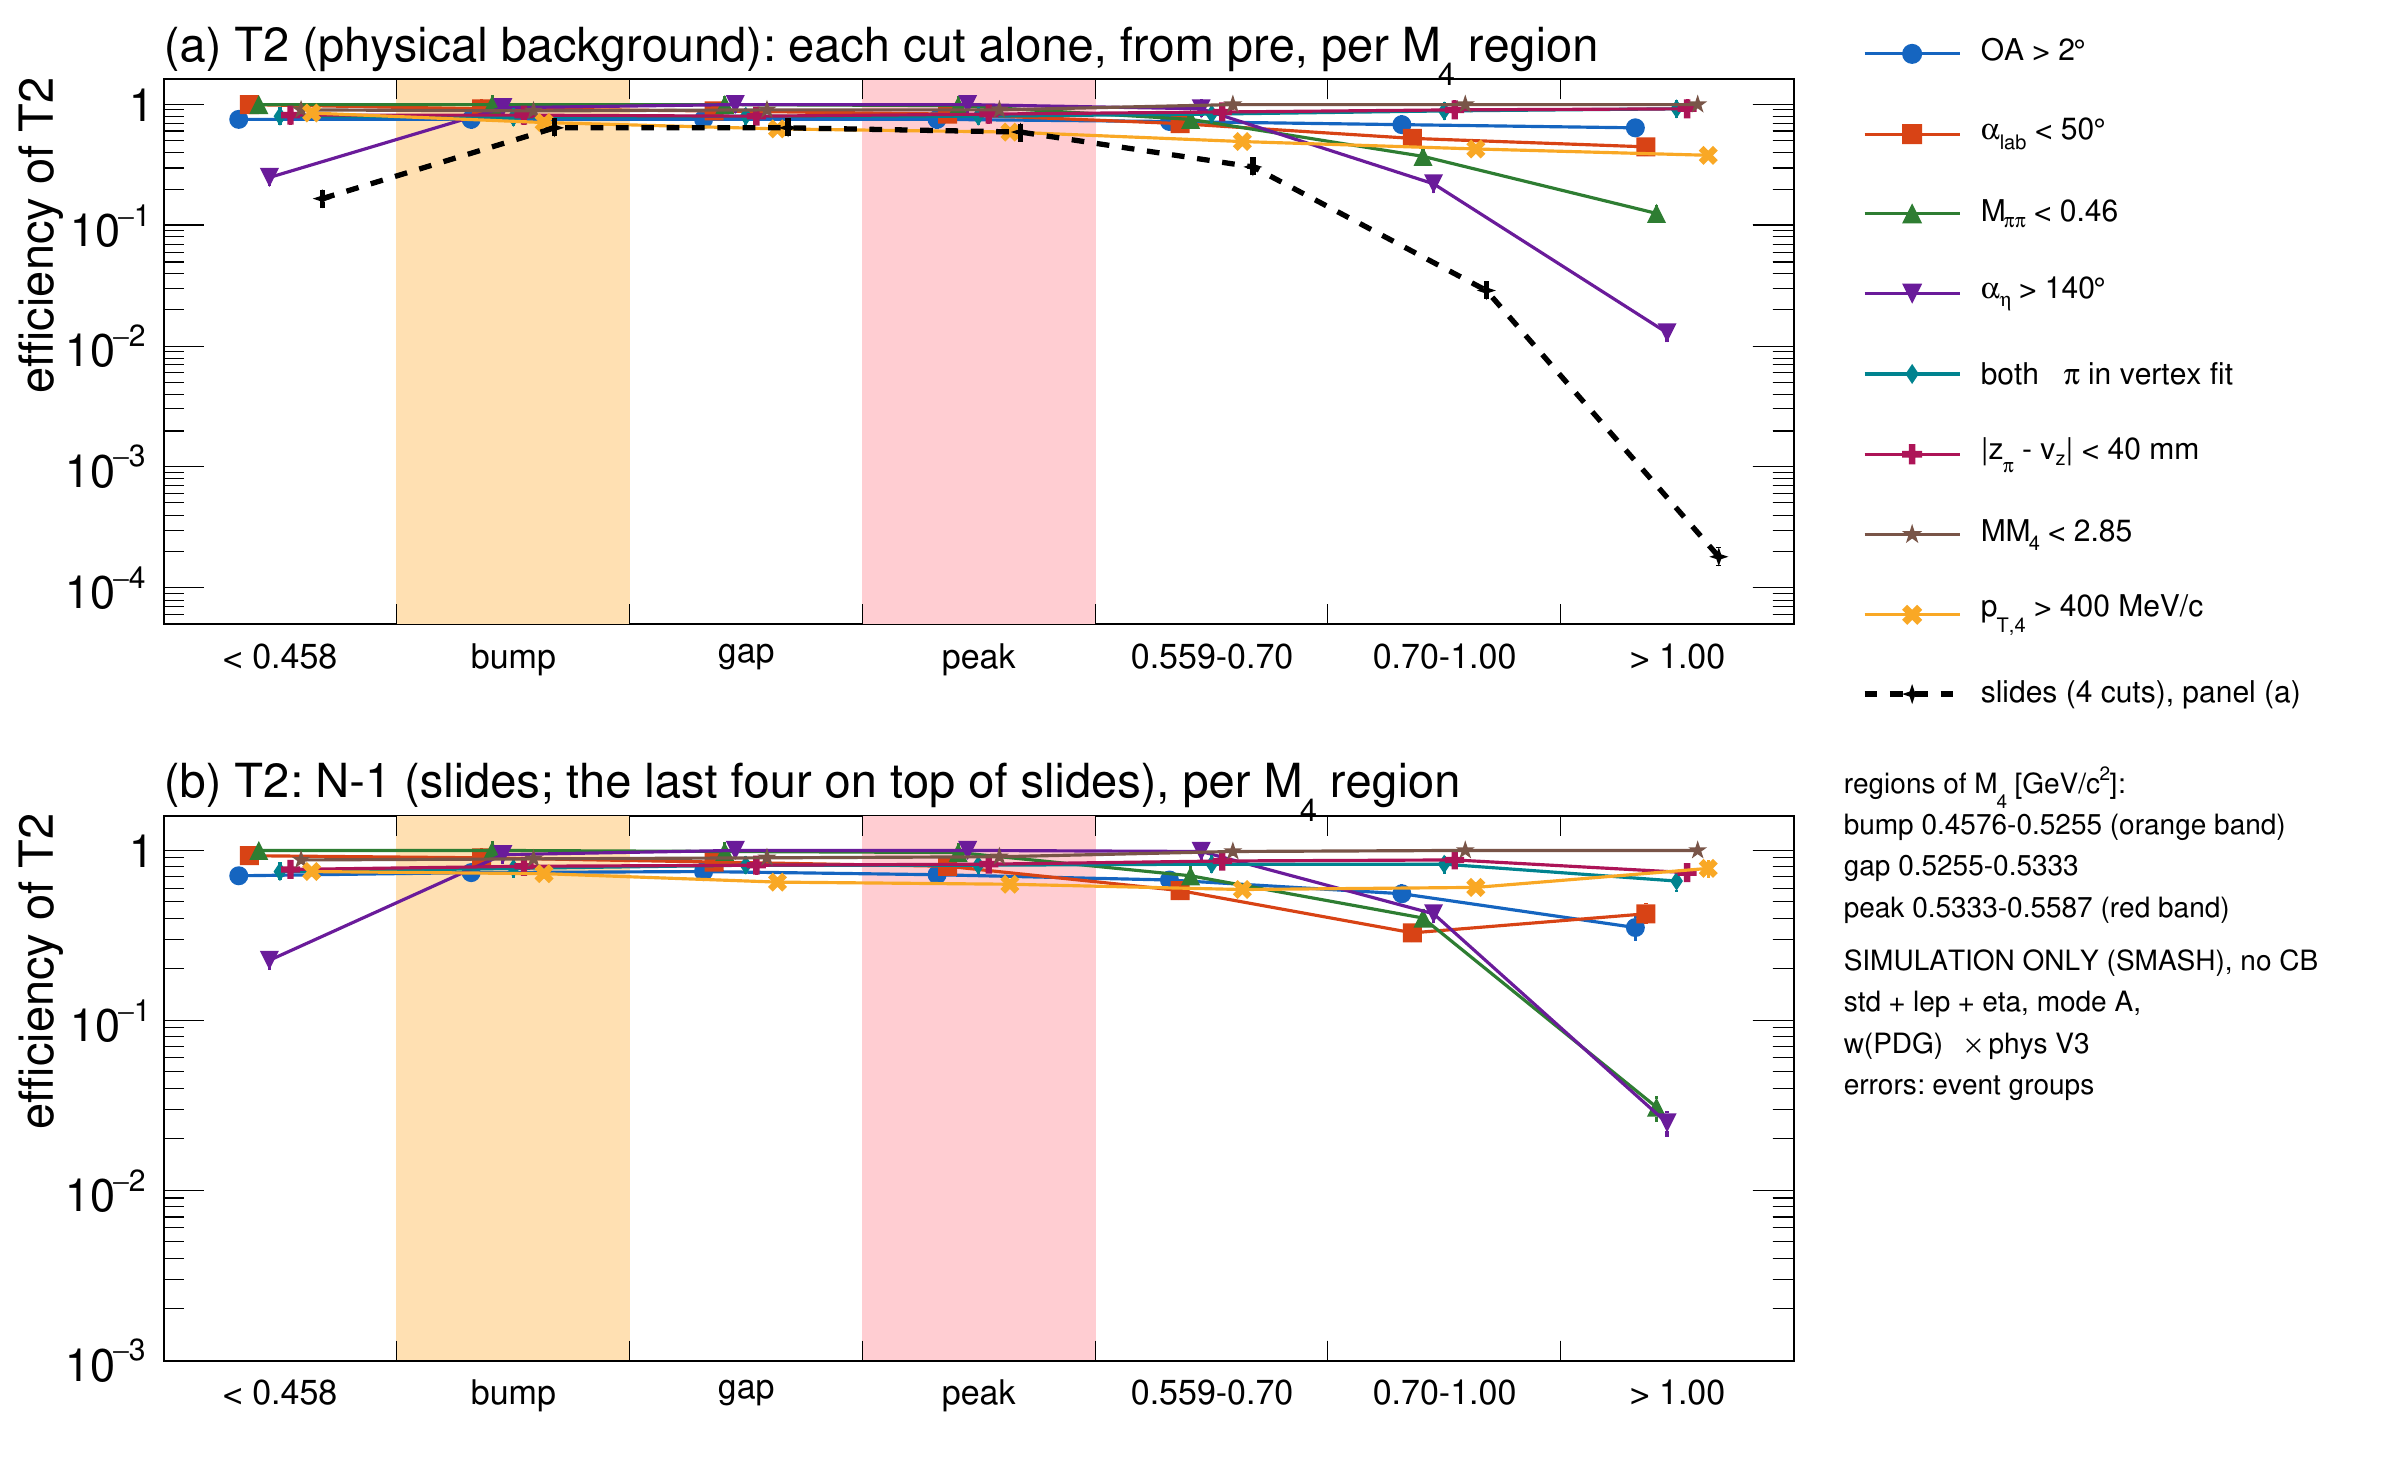 (a) T2 (physical background): each cut alone, from pre, per M4 region
efficiency of T2
1
10−1
10−2
10−3
10−4
< 0.458
bump
gap
peak
0.559-0.70
0.70-1.00
> 1.00
OA > 2°
αlab < 50°
Mππ < 0.46
αη > 140°
both π in vertex fit
|zπ - vz| < 40 mm
MM4 < 2.85
pT,4 > 400 MeV/c
slides (4 cuts), panel (a)
(b) T2: N-1 (slides; the last four on top of slides), per M4 region
efficiency of T2
1
10−1
10−2
10−3
< 0.458
bump
gap
peak
0.559-0.70
0.70-1.00
> 1.00
regions of M4 [GeV/c2]:
bump 0.4576-0.5255 (orange band)
gap 0.5255-0.5333
peak 0.5333-0.5587 (red band)
SIMULATION ONLY (SMASH), no CB
std + lep + eta, mode A,
w(PDG) × phys V3
errors: event groups